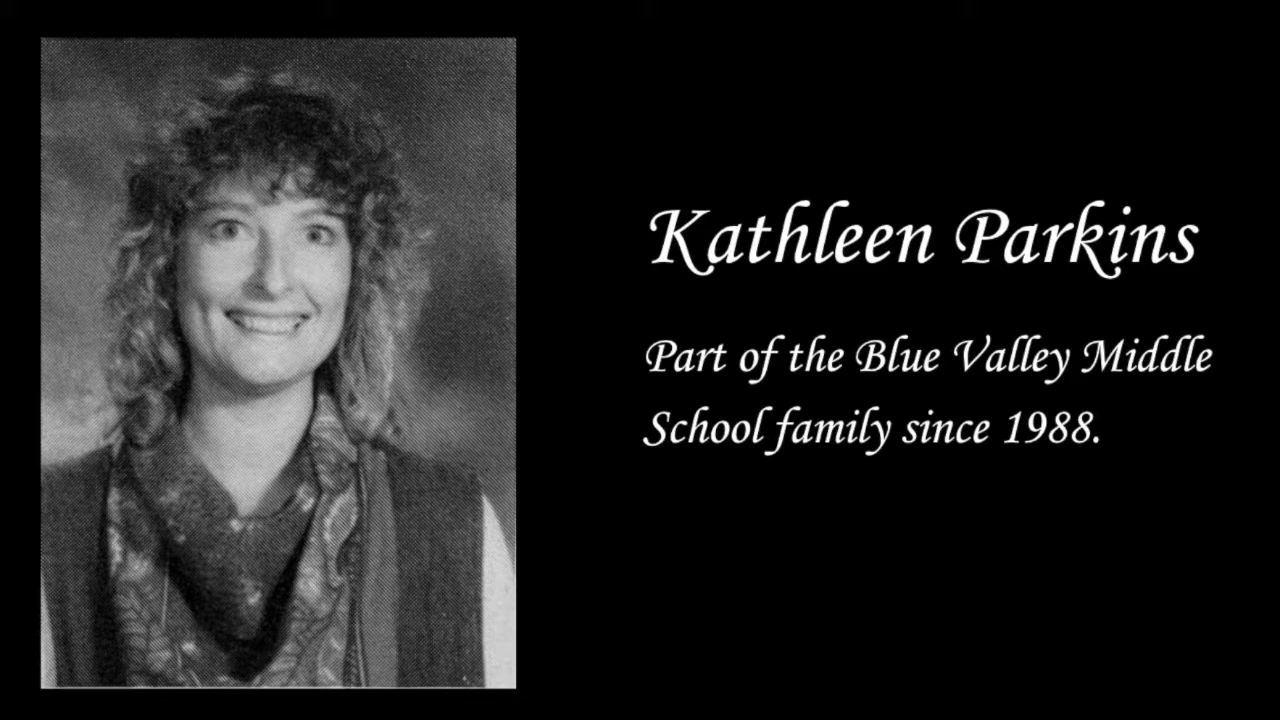 Kathleen Parkins
Part of the Blue Valley Middle
School family since 1988.